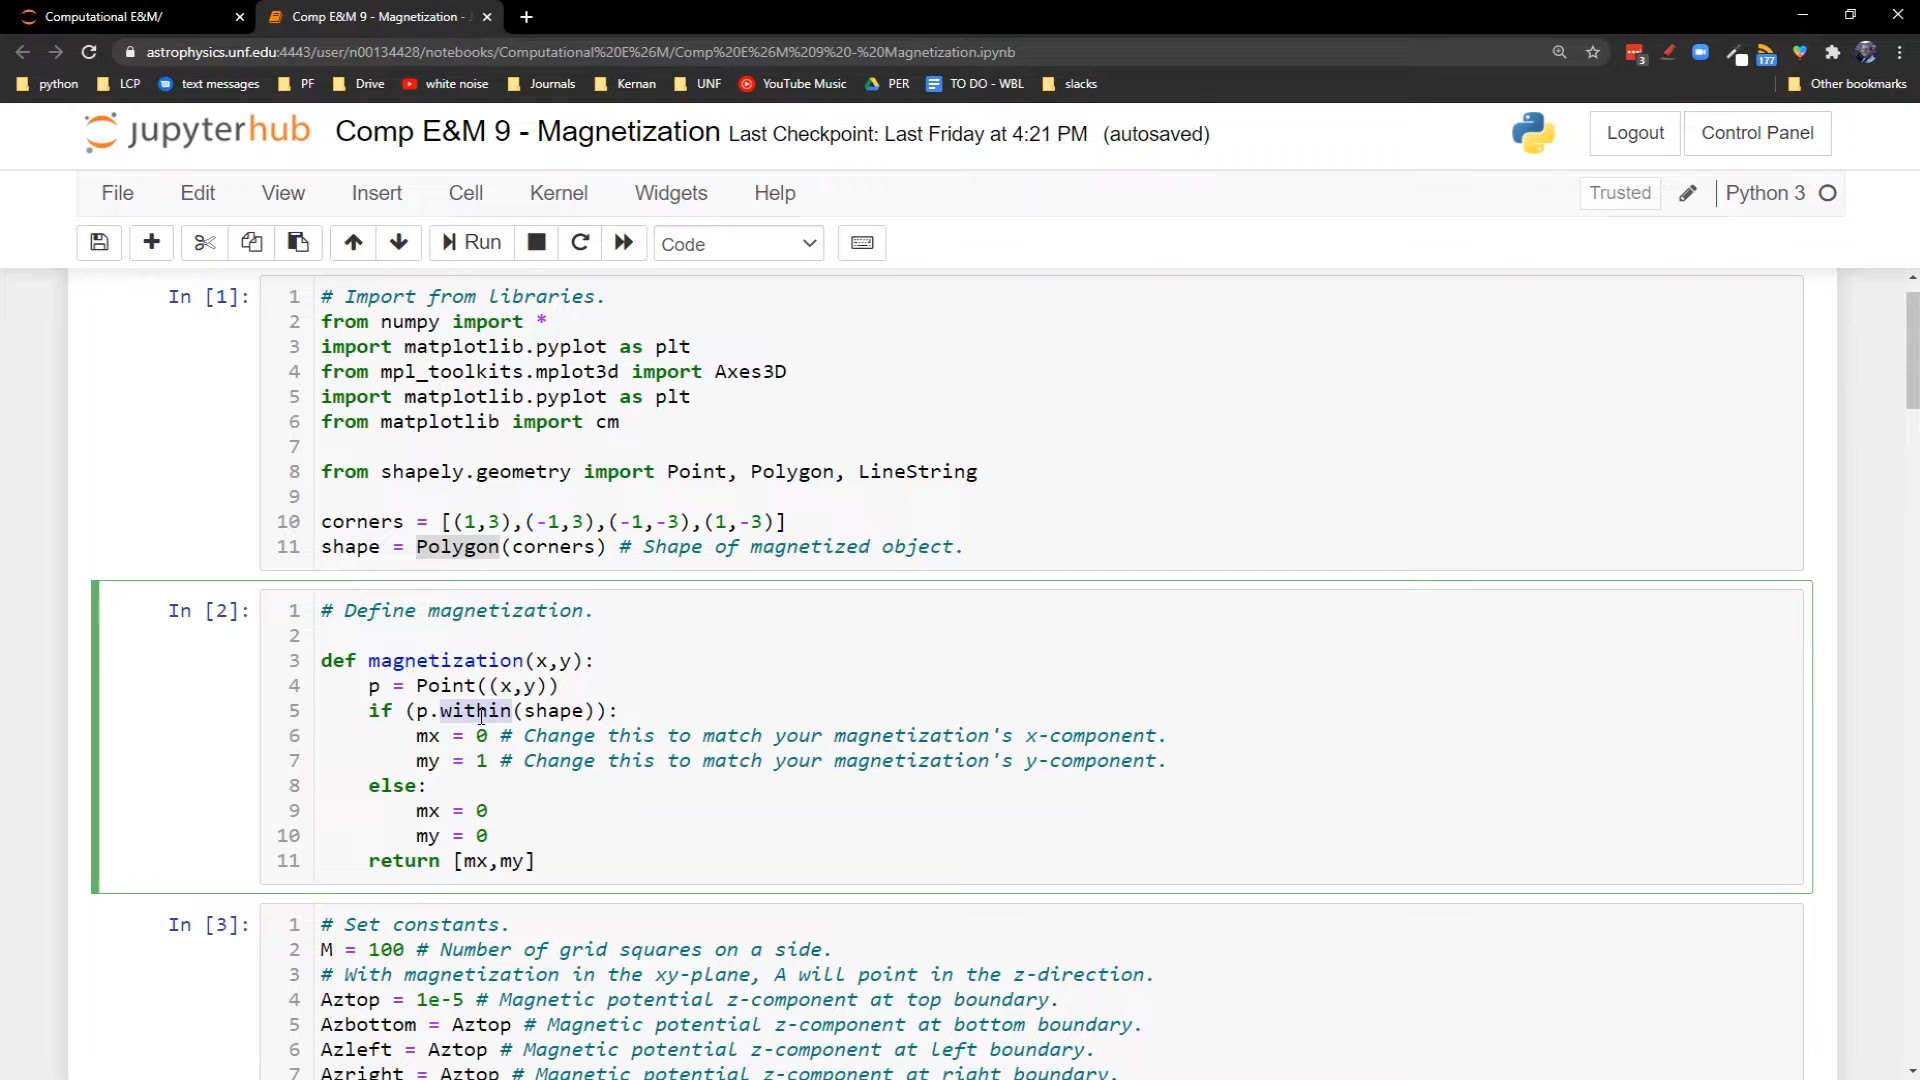 Computational E&M/
Comp E&M 9 - Magnetization - J
astrophysics.unf.edu:4443/user/n00134428/notebooks/Computational%20E%26M/Comp%20E%26M%209%20-%20Magnetization.ipynb
3
177
python LCP text messages PF Drive white noise Journals Kernan UNF YouTube Music PER TO DO - WBL slacks Other bookmarks
jupyterhub Comp E&M 9 - Magnetization Last Checkpoint: Last Friday at 4:21 PM (autosaved) Logout Control Panel
File Edit View Insert Cell Kernel Widgets Help Trusted Python 3
Run Code
In [1]:
1 # Import from libraries.
2 from numpy import *
3 import matplotlib.pyplot as plt
4 from mpl_toolkits.mplot3d import Axes3D
5 import matplotlib.pyplot as plt
6 from matplotlib import cm
7
8 from shapely.geometry import Point, Polygon, LineString
9
10 corners = [(1,3),(-1,3),(-1,-3),(1,-3)]
11 shape = Polygon(corners) # Shape of magnetized object.
In [2]:
1 # Define magnetization.
2
3 def magnetization(x,y):
4 p = Point((x,y))
5 if (p.within(shape)):
6 mx = 0 # Change this to match your magnetization's x-component.
7 my = 1 # Change this to match your magnetization's y-component.
8 else:
9 mx = 0
10 my = 0
11 return [mx,my]
In [3]:
1 # Set constants.
2 M = 100 # Number of grid squares on a side.
3 # With magnetization in the xy-plane, A will point in the z-direction.
4 Aztop = 1e-5 # Magnetic potential z-component at top boundary.
5 Azbottom = Aztop # Magnetic potential z-component at bottom boundary.
6 Azleft = Aztop # Magnetic potential z-component at left boundary.
7 Azright = Aztop # Magnetic potential z-component at right boundary.